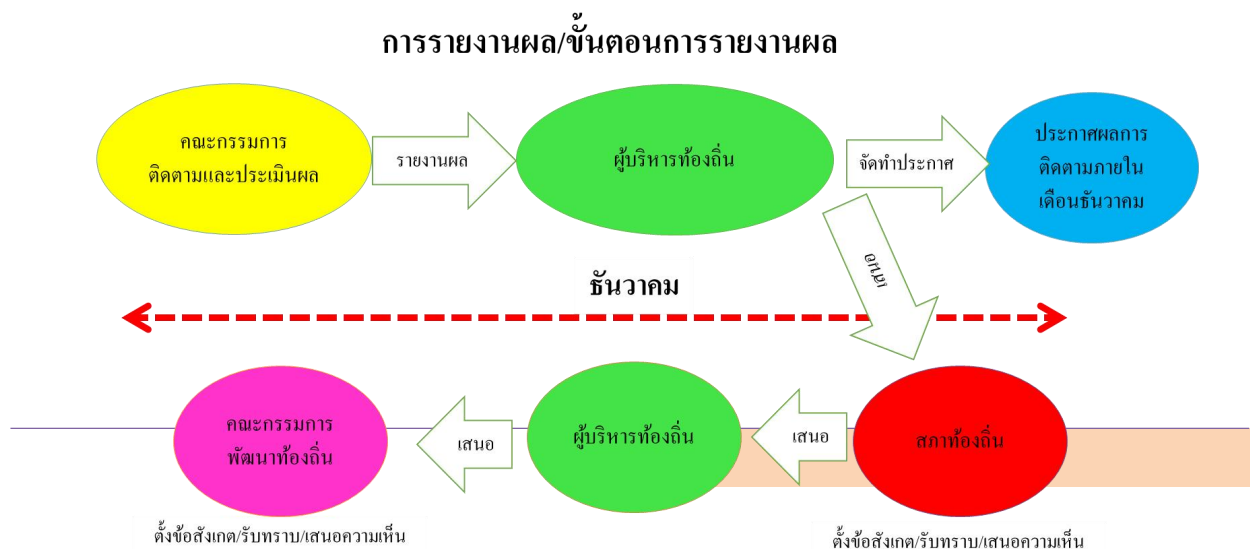 การรายงานผล/ขั้นตอนการรายงานผล
คณะกรรมการ
ติดตามและประเมินผล
รายงานผล
ผู้บริหารท้องถิ่น
จัดทำประกาศ
ประกาศผลการ
ติดตามภายใน
เดือนธันวาคม
เสนอ
ธันวาคม
คณะกรรมการ
พัฒนาท้องถิ่น
เสนอ
ผู้บริหารท้องถิ่น
เสนอ
สภาท้องถิ่น
ตั้งข้อสังเกต/รับทราบ/เสนอความเห็น
ตั้งข้อสังเกต/รับทราบ/เสนอความเห็น